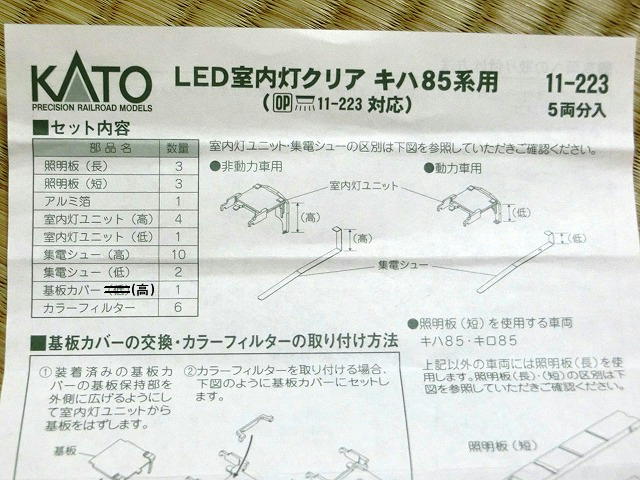 KATO
PRECISION RAILROAD MODELS
LED室内灯クリア キハ85系用
11-223
(OP 11-223 対応)
5両分入
■セット内容
部品名 数量
照明板(長) 3
照明板(短) 3
アルミ箔 1
室内灯ユニット(高) 4
室内灯ユニット(低) 1
集電シュー(高) 10
集電シュー(低) 2
基板カバー (高) 1
カラーフィルター 6
室内灯ユニット・集電シューの区別は下図を参照していただきご確認ください。
●非動力車用
●動力車用
室内灯ユニット
(高)
(低)
(高)
(低)
集電シュー
●照明板(短)を使用する車両
キハ85・キロ85
上記以外の車両には照明板(長)を使
用します。照明板(長)・(短)の区別は下
図を参照していただきご確認ください。
照明板(短)
■基板カバーの交換・カラーフィルターの取り付け方法
①装着済みの基板カ
バーの基板保持部を
外側に広げるようにし
て室内灯ユニットから
基板をはずします。
②カラーフィルターを取り付ける場合、
下図のように基板カバーにセットし
ます。
基板